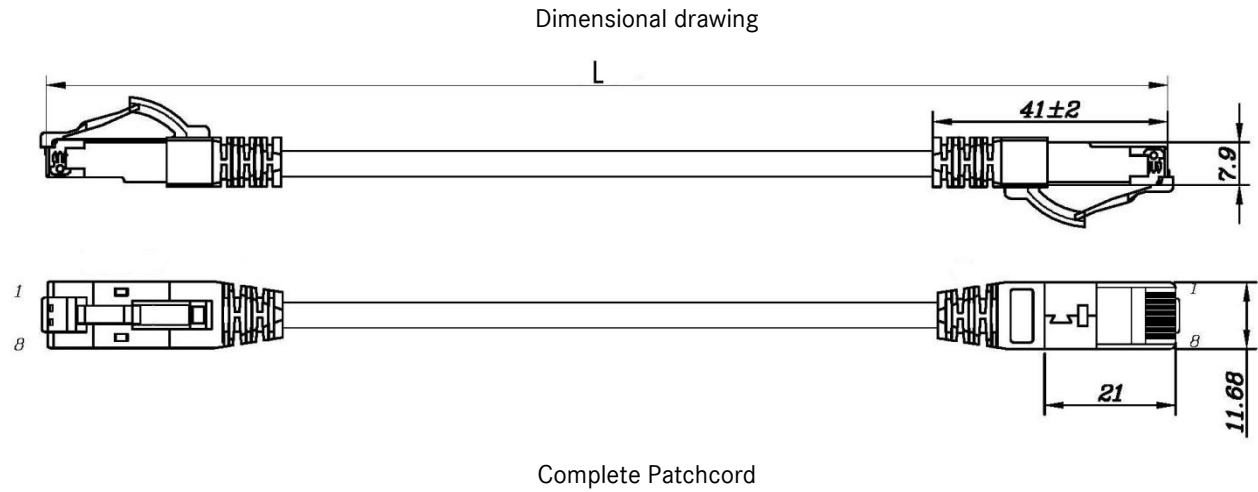 Dimensional drawing
L
41±2
7.9
1
8
1
8
21
11.68
Complete Patchcord